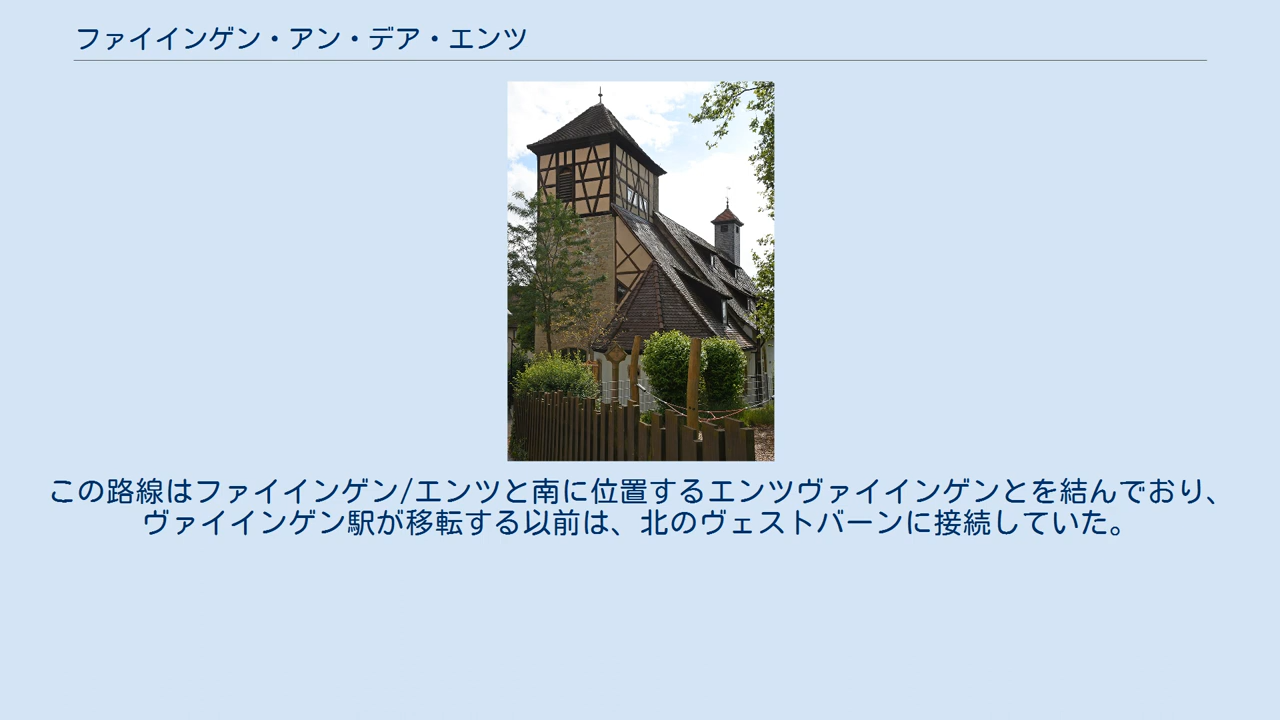 ファイインゲン・アン・デア・エンツ
この路線はファイインゲン/エンツと南に位置するエンツヴァイインゲンとを結んでおり、
ヴァイインゲン駅が移転する以前は、北のヴェストバーンに接続していた。